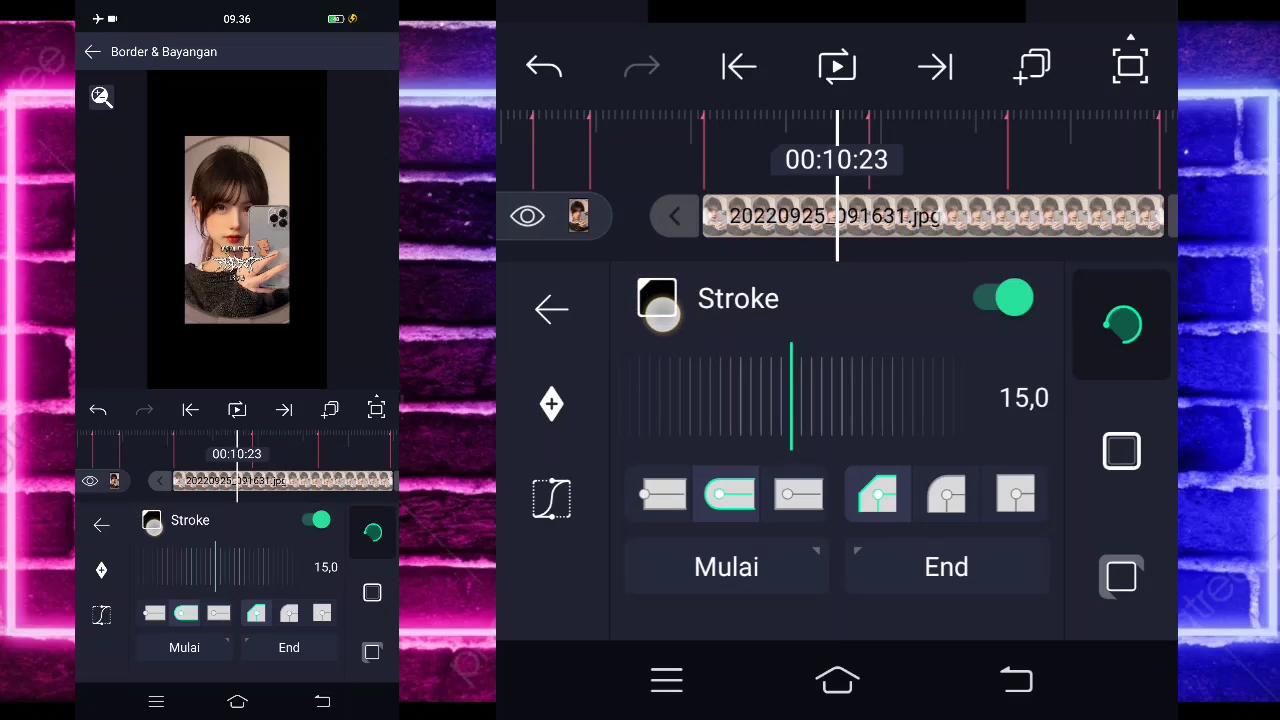 09.36
Border & Bayangan
00:10:23
20220925_091631.jpg
Stroke
15,0
Mulai
End
00:10:23
20220925_091631.jpg
Stroke
15,0
Mulai
End